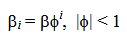 βᵢ = βϕⁱ, |ϕ| < 1